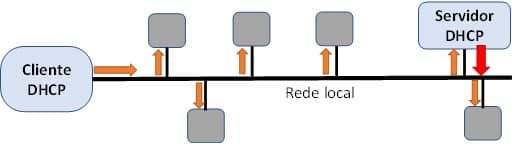 Servidor
DHCP
Cliente
DHCP
Rede local